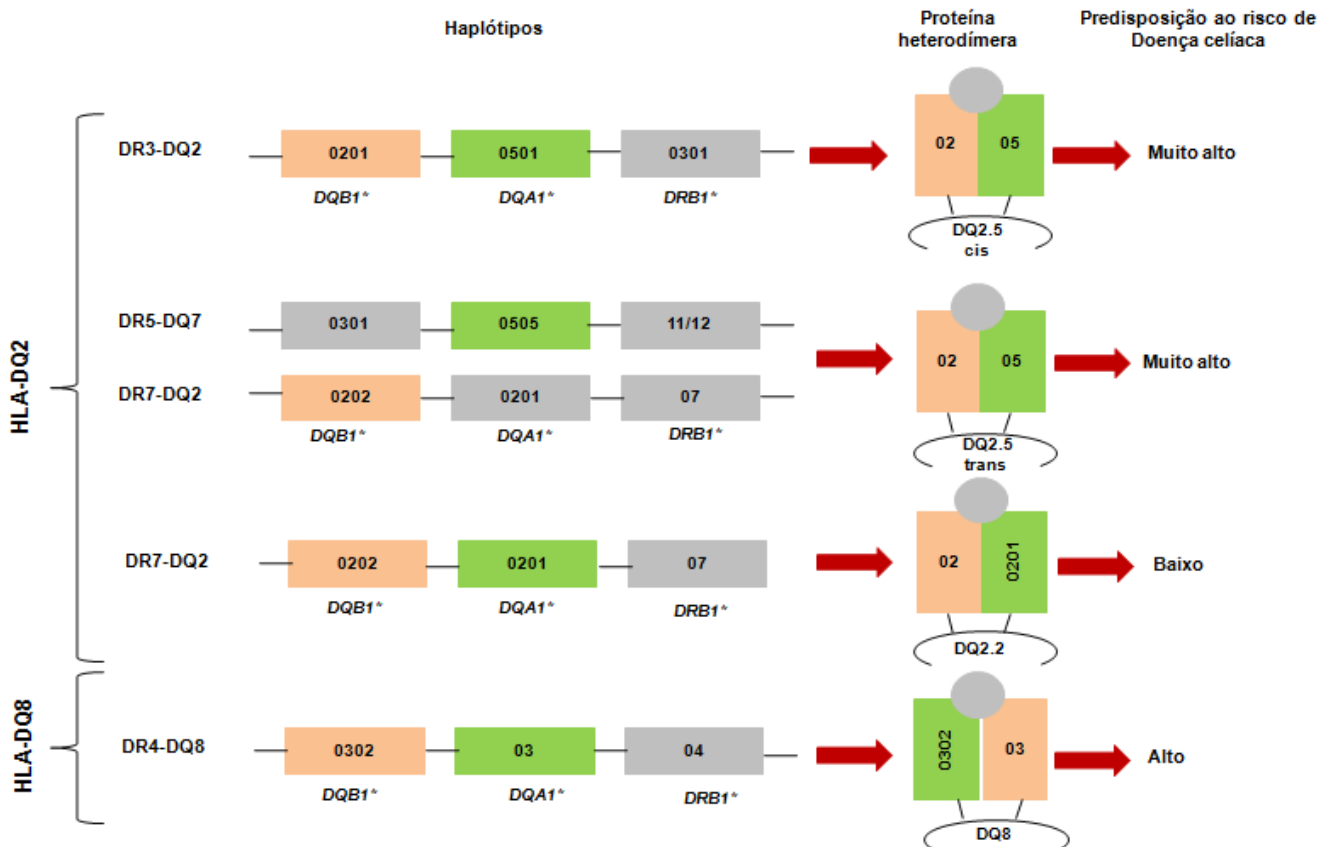 Haplótipos
Proteína
heterodímera
Predisposição ao risco de
Doença celíaca
HLA-DQ2
DR3-DQ2
0201
0501
0301
DQB1*
DQA1*
DRB1*
02
05
DQ2.5
cis
Muito alto
DR5-DQ7
0301
0505
11/12
DR7-DQ2
0202
0201
07
DQB1*
DQA1*
DRB1*
02
05
DQ2.5
trans
Muito alto
DR7-DQ2
0202
0201
07
DQB1*
DQA1*
DRB1*
02
0201
DQ2.2
Baixo
HLA-DQ8
DR4-DQ8
0302
03
04
DQB1*
DQA1*
DRB1*
0302
03
DQ8
Alto